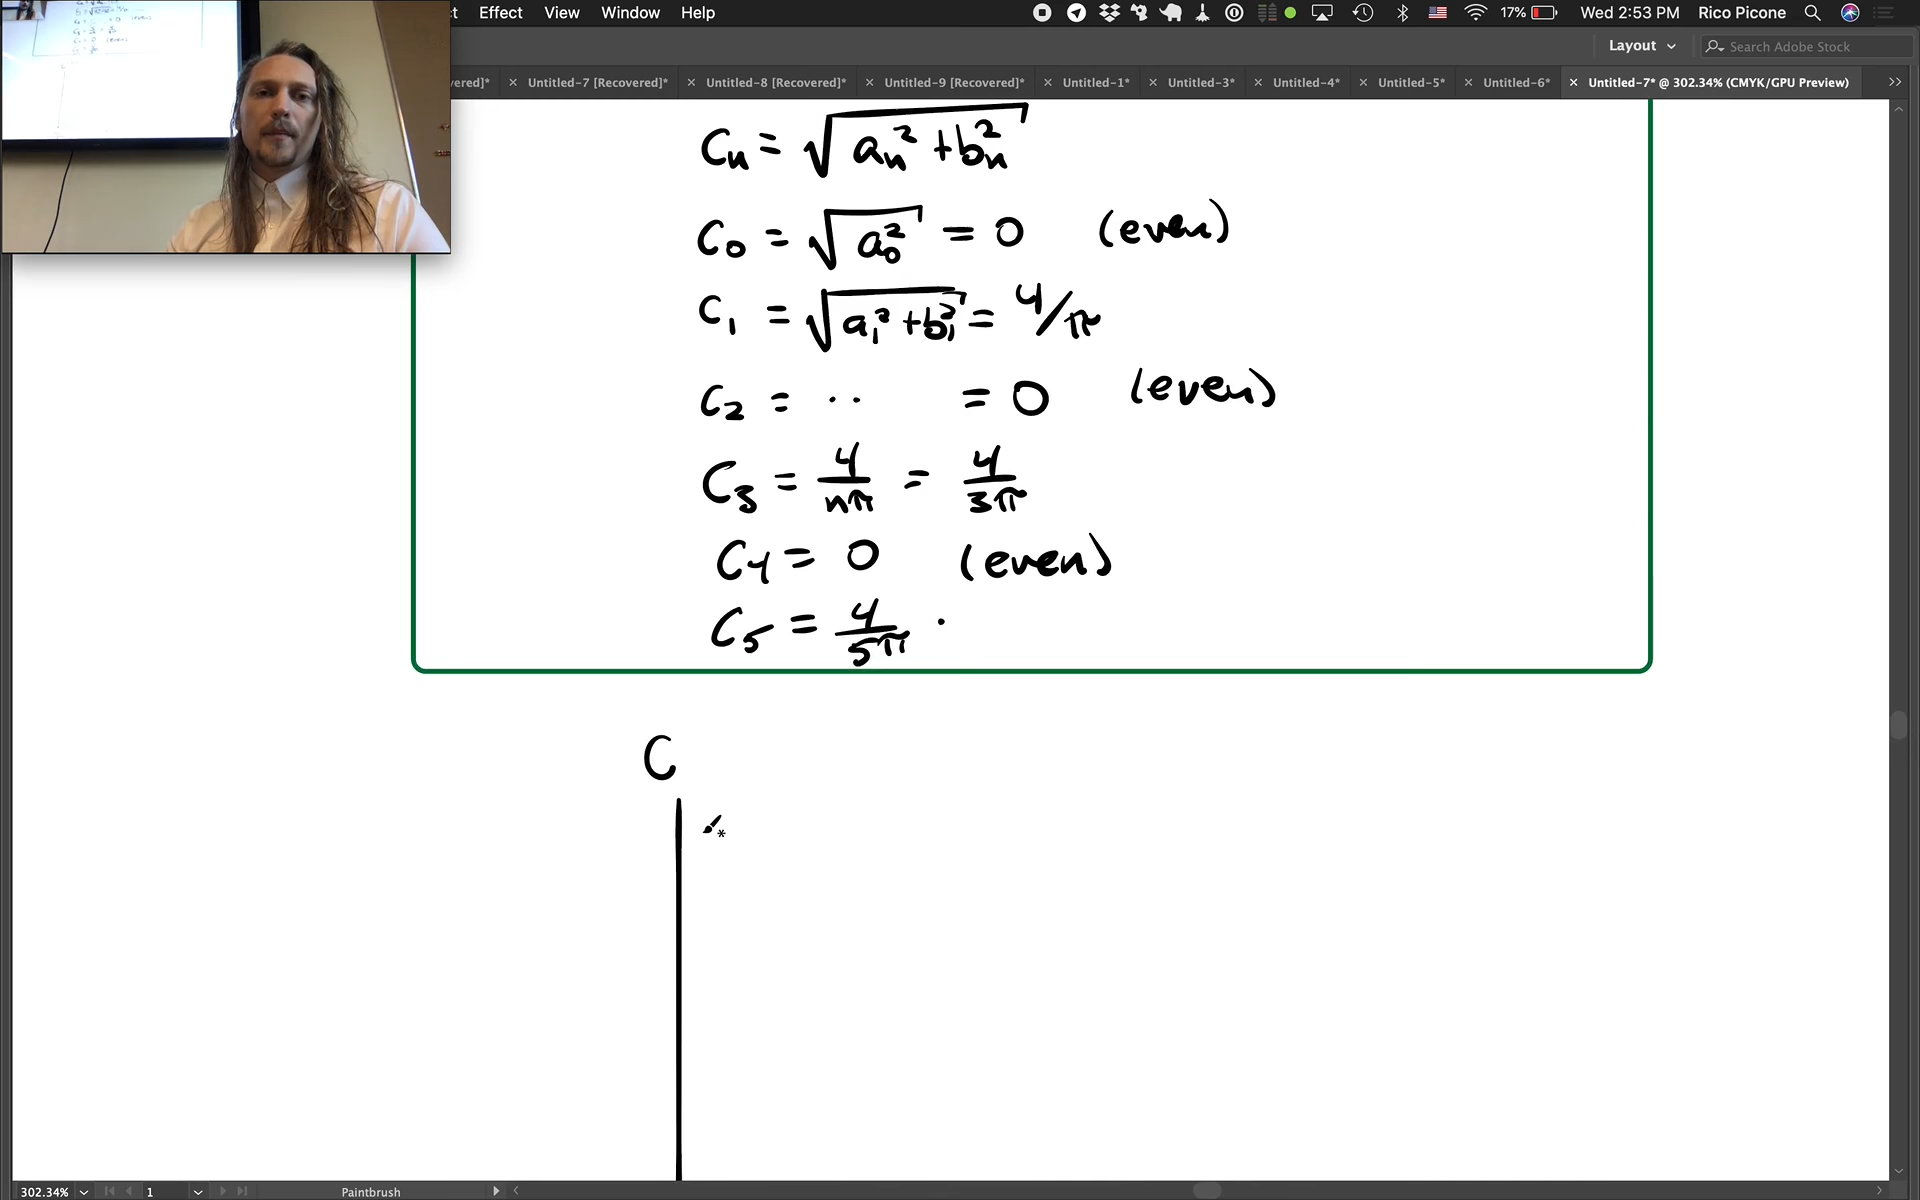 Effect View Window Help 17% Wed 2:53 PM Rico Picone
Layout Search Adobe Stock
vered]* × Untitled-7 [Recovered]* × Untitled-8 [Recovered]* × Untitled-9 [Recovered]* × Untitled-1* × Untitled-3* × Untitled-4* × Untitled-5* × Untitled-6* × Untitled-7* @ 302.34% (CMYK/GPU Preview) >>
Cₙ = √(aₙ² + bₙ²)
C₀ = √(a₀²) = 0 (even)
C₁ = √(a₁² + b₁²) = 4/π
C₂ = .. = 0 (even)
C₃ = 4/nπ = 4/3π
C₄ = 0 (even)
C₅ = 4/5π .
C
302.34% 1 Paintbrush